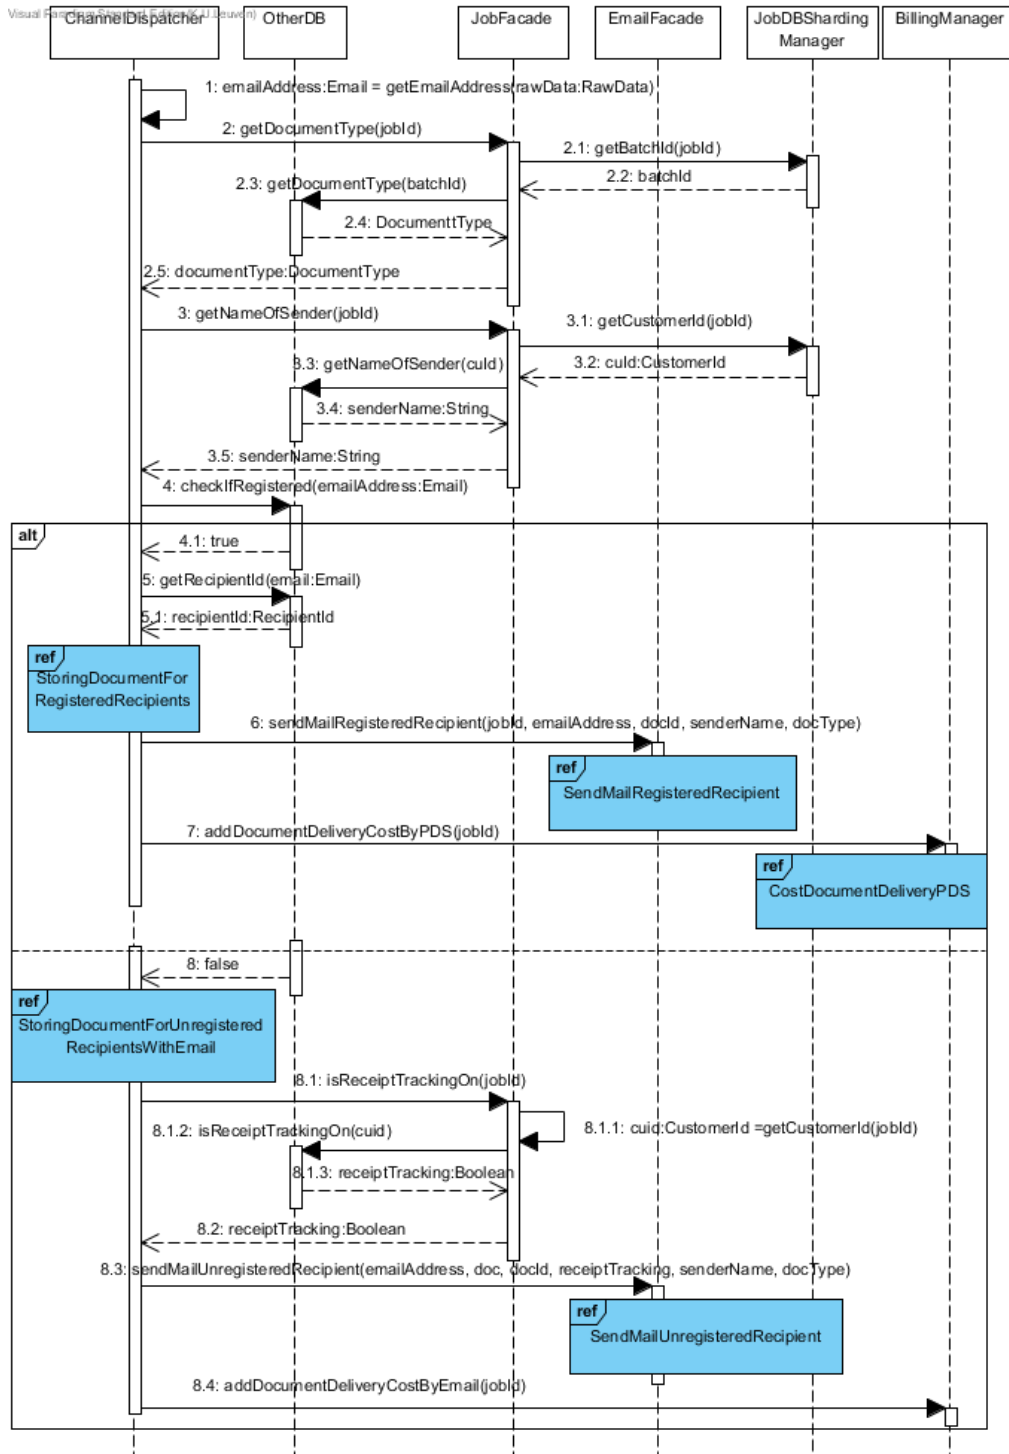 Visual Paradigm Standard Edition(K.U.Leuven)
ChannelDispatcher
OtherDB
JobFacade
EmailFacade
JobDBSharding
Manager
BillingManager
1: emailAddress:Email = getEmailAddress(rawData:RawData)
2: getDocumentType(jobId)
2.1: getBatchId(jobId)
2.2: batchId
2.3: getDocumentType(batchId)
2.4: DocumenttType
2.5: documentType:DocumentType
3: getNameOfSender(jobId)
3.1: getCustomerId(jobId)
3.2: cuId:CustomerId
3.3: getNameOfSender(cuId)
3.4: senderName:String
3.5: senderName:String
4: checkIfRegistered(emailAddress:Email)
alt
4.1: true
5: getRecipientId(email:Email)
5.1: recipientId:RecipientId
ref
StoringDocumentFor
RegisteredRecipients
6: sendMailRegisteredRecipient(jobId, emailAddress, docId, senderName, docType)
ref
SendMailRegisteredRecipient
7: addDocumentDeliveryCostByPDS(jobId)
ref
CostDocumentDeliveryPDS
8: false
ref
StoringDocumentForUnregistered
RecipientsWithEmail
8.1: isReceiptTrackingOn(jobId)
8.1.1: cuid:CustomerId =getCustomerId(jobId)
8.1.2: isReceiptTrackingOn(cuid)
8.1.3: receiptTracking:Boolean
8.2: receiptTracking:Boolean
8.3: sendMailUnregisteredRecipient(emailAddress, doc, docId, receiptTracking, senderName, docType)
ref
SendMailUnregisteredRecipient
8.4: addDocumentDeliveryCostByEmail(jobId)